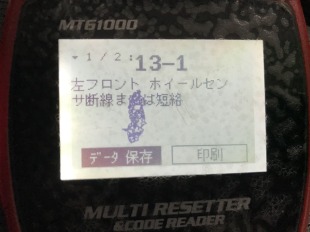 MT61000
▼1/2: 13-1
左フロント ホイールセン
サ断線または短絡
データ保存 印刷
MULTI RESETTER
& CODE READER